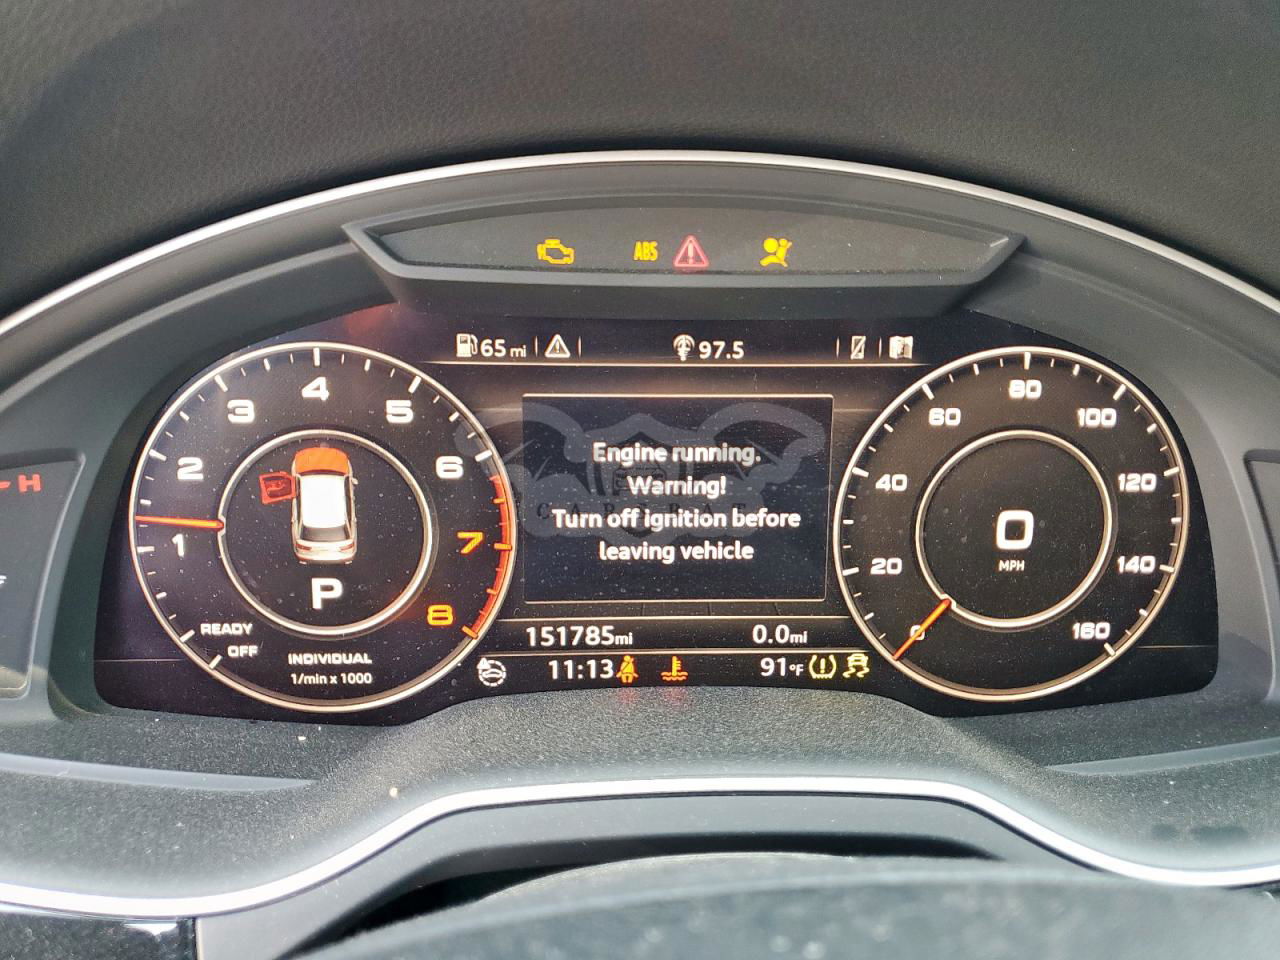 ABS
65 mi
97.5
1
2
3
4
5
6
7
8
READY
OFF
P
INDIVIDUAL
1/min x 1000
Engine running.
Warning!
Turn off ignition before
leaving vehicle
151785mi
0.0mi
11:13
91°F
0
20
40
60
80
100
120
140
160
0
MPH
H